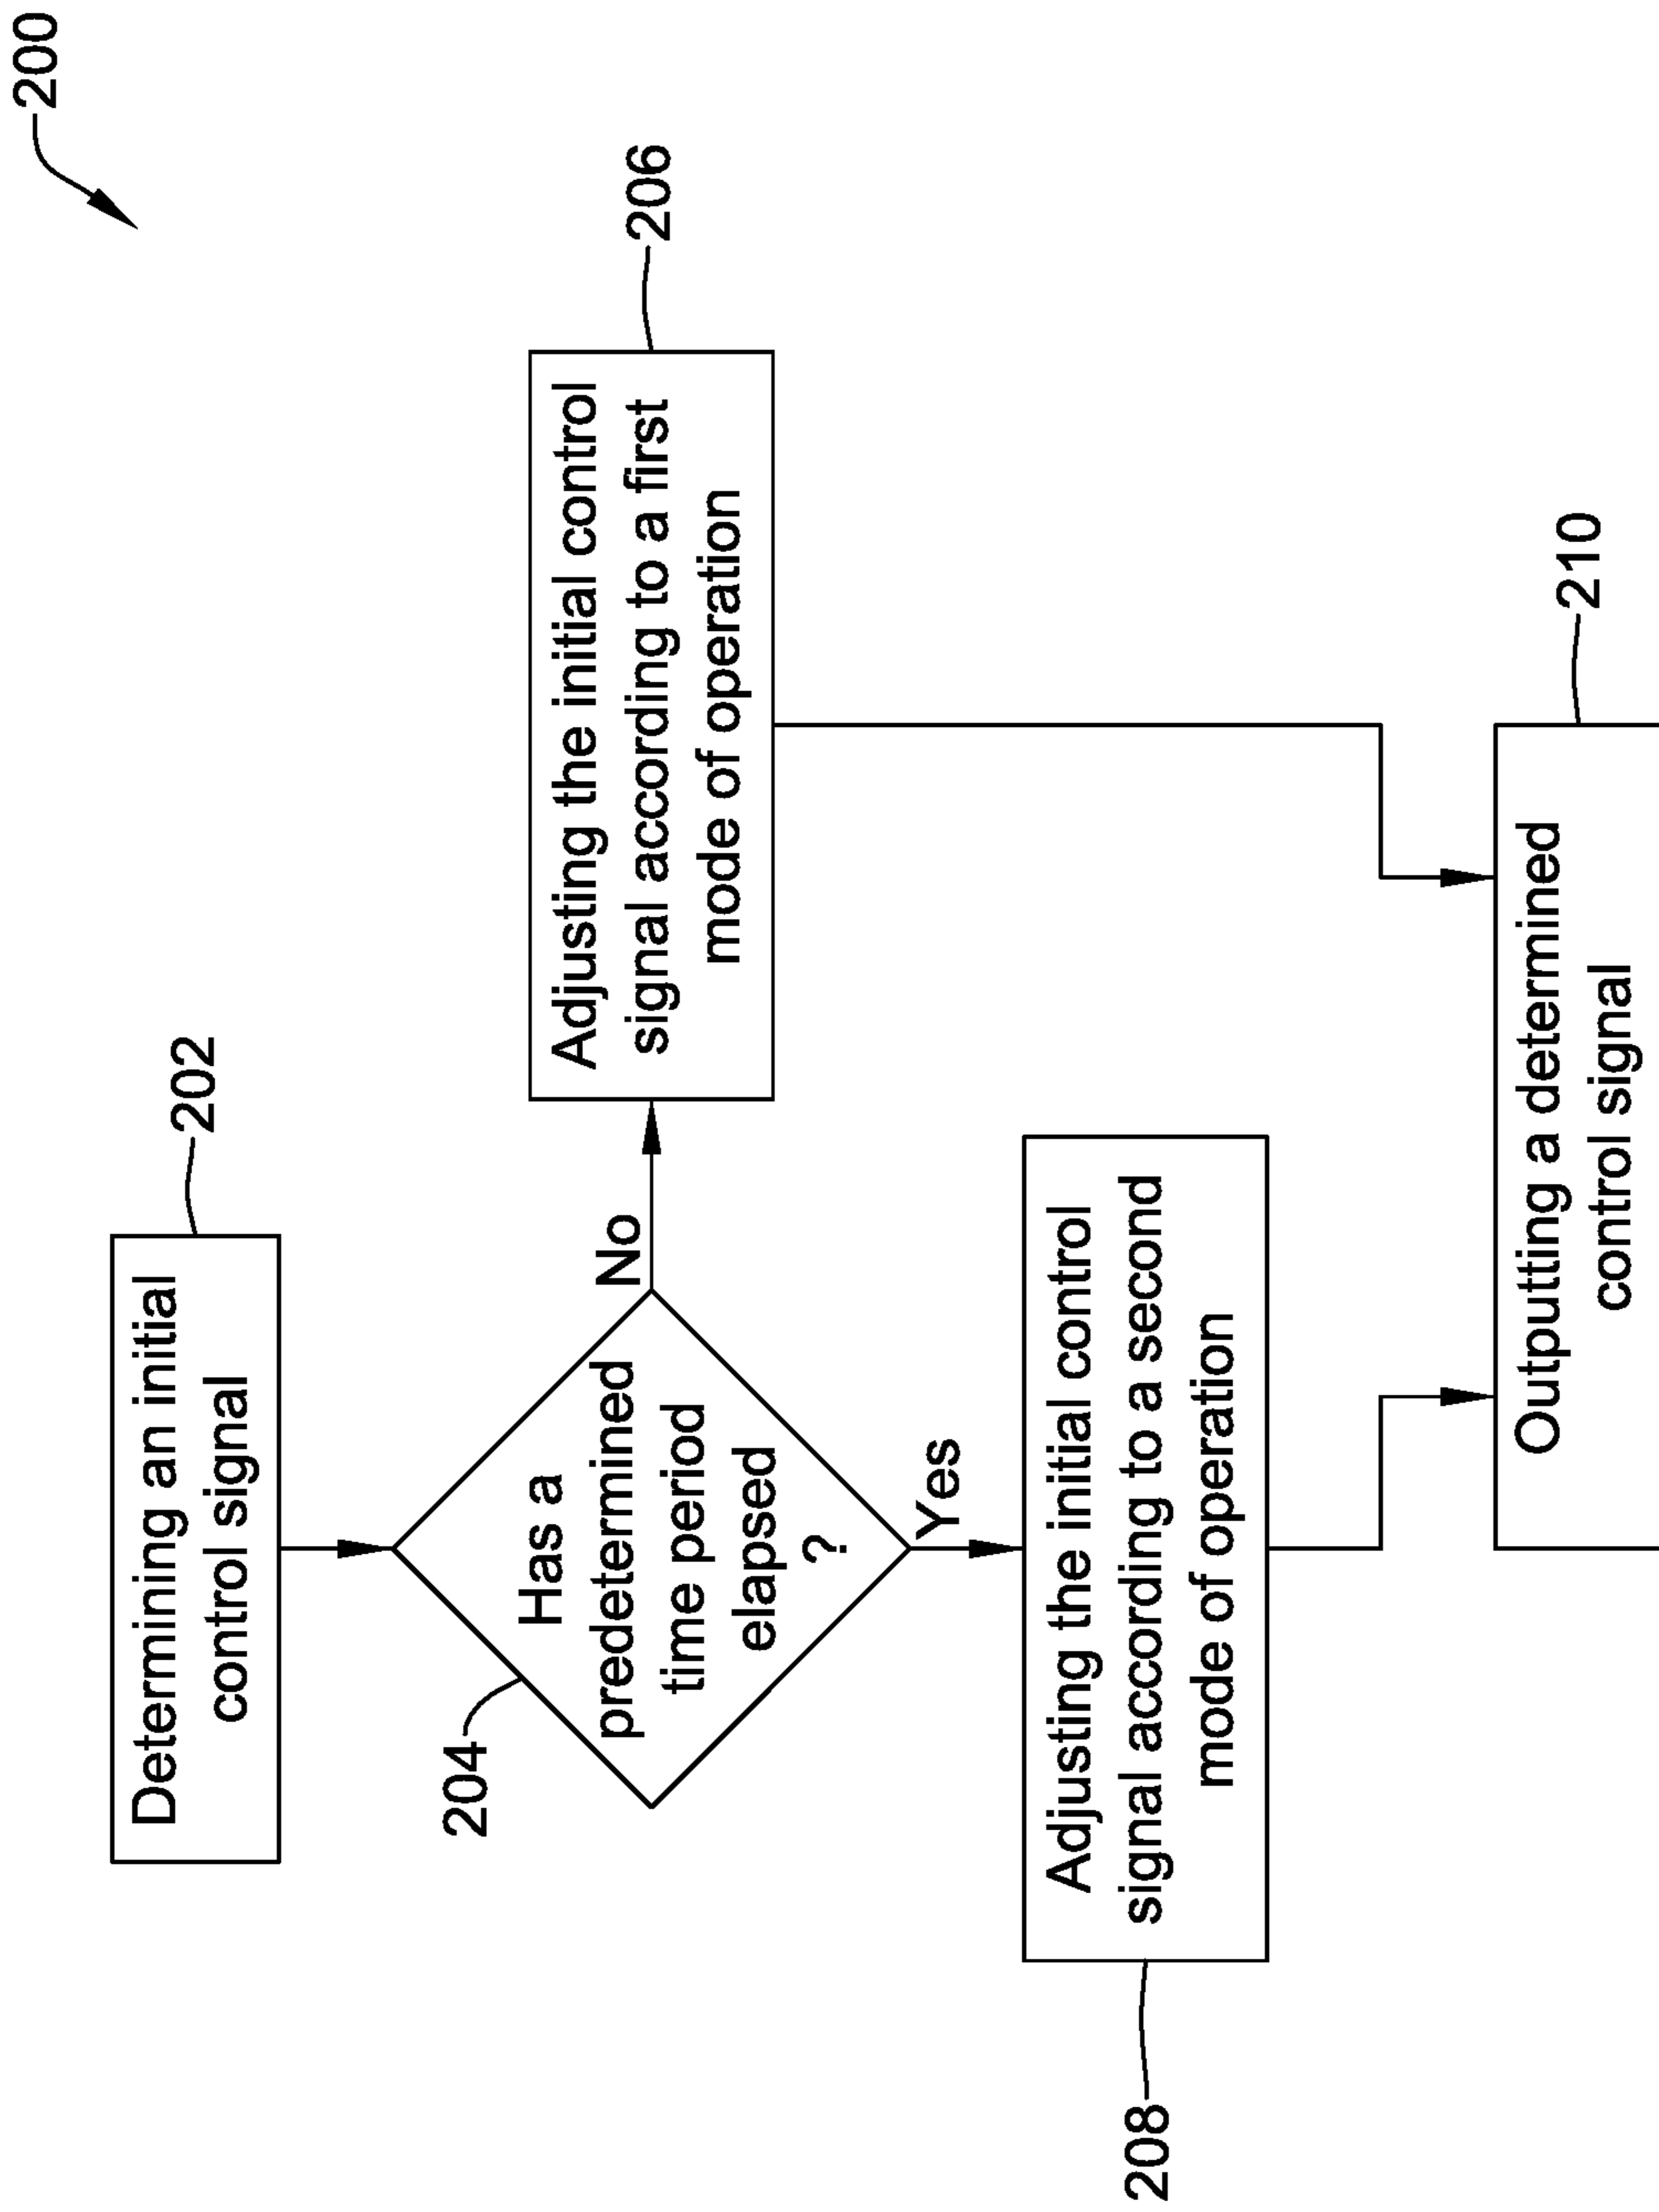 200
202
Determining an initial
control signal
204
Has a
predetermined
time period
elapsed
?
No
206
Adjusting the initial control
signal according to a first
mode of operation
Yes
208
Adjusting the initial control
signal according to a second
mode of operation
210
Outputting a determined
control signal